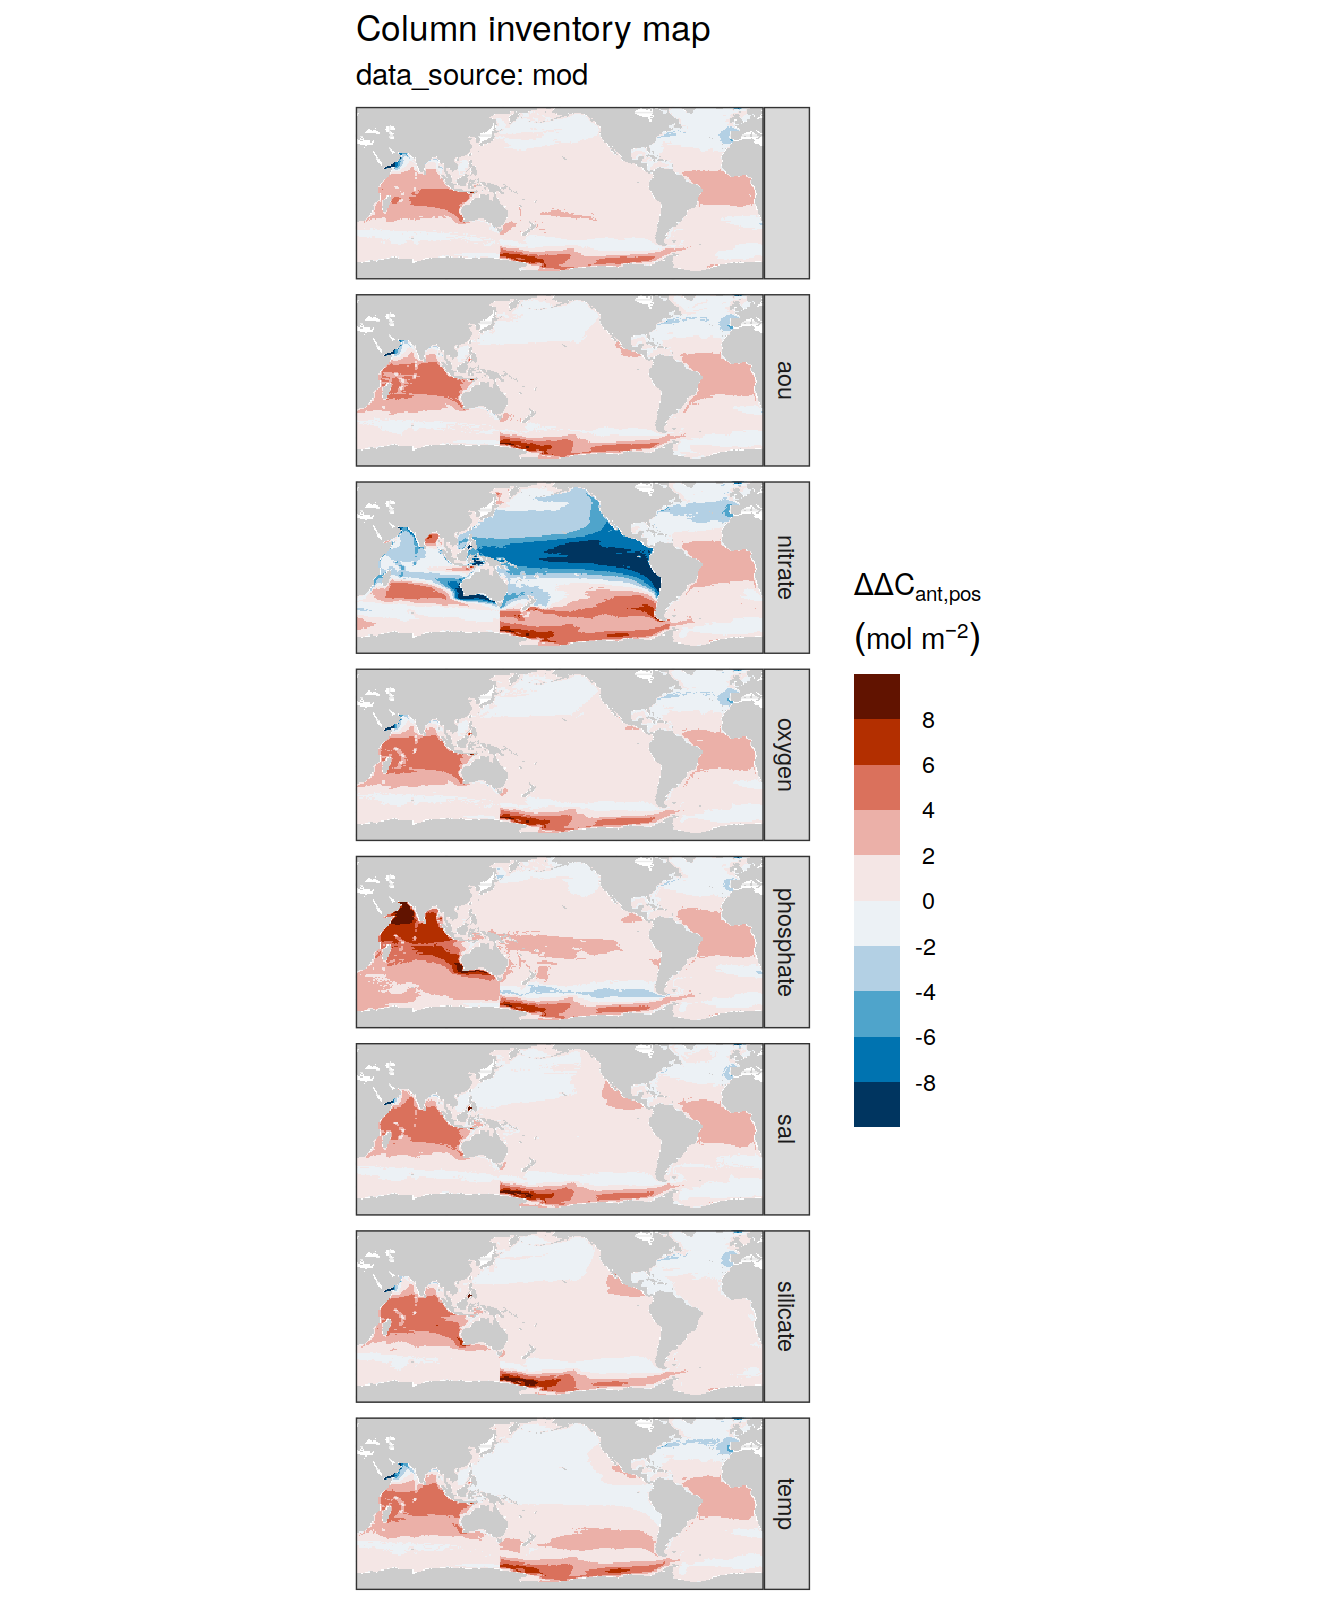 Column inventory map
data_source: mod
aou
nitrate
oxygen
phosphate
sal
sillicate
temp
ΔΔCant,pos
(mol m−2)
8
6
4
2
0
-2
-4
-6
-8